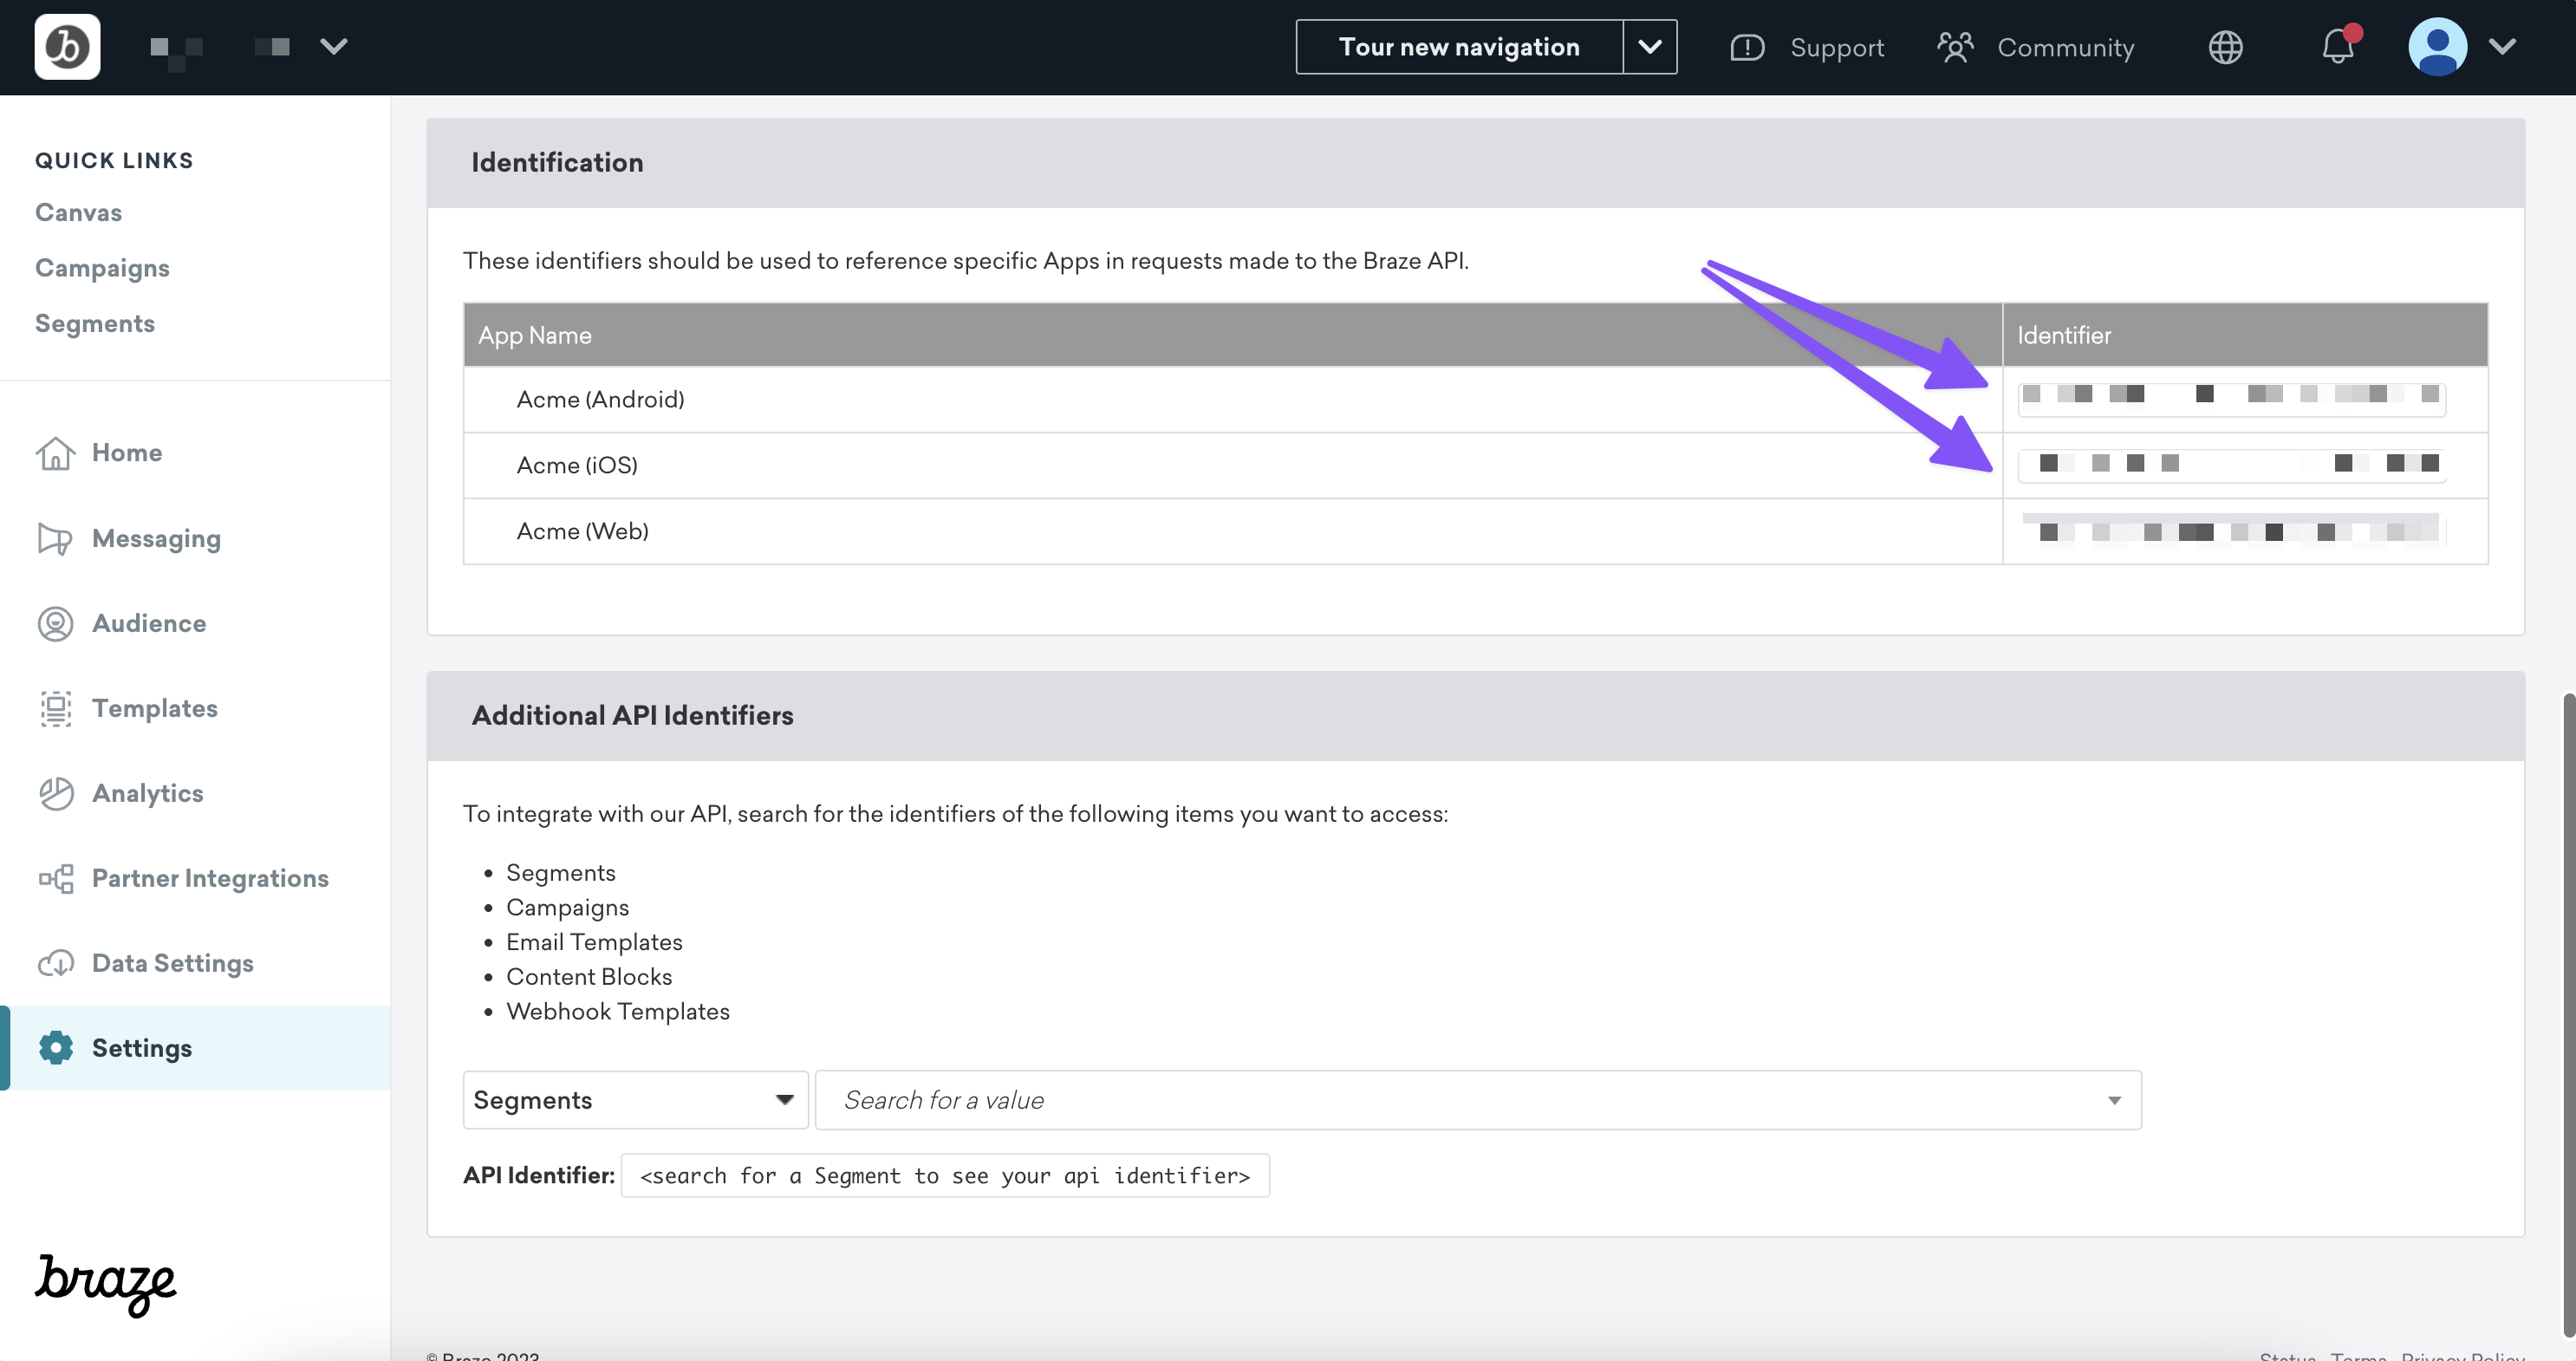 Tour new navigation
Support
Community
QUICK LINKS
Canvas
Campaigns
Segments
Home
Messaging
Audience
Templates
Analytics
Partner Integrations
Data Settings
Settings
braze
Identification
These identifiers should be used to reference specific Apps in requests made to the Braze API.
App Name Identifier
Acme (Android)
Acme (iOS)
Acme (Web)
Additional API Identifiers
To integrate with our API, search for the identifiers of the following items you want to access:
• Segments
• Campaigns
• Email Templates
• Content Blocks
• Webhook Templates
Segments Search for a value
API Identifier: <search for a Segment to see your api identifier>
© Braze 2023
Status Terms Privacy Policy